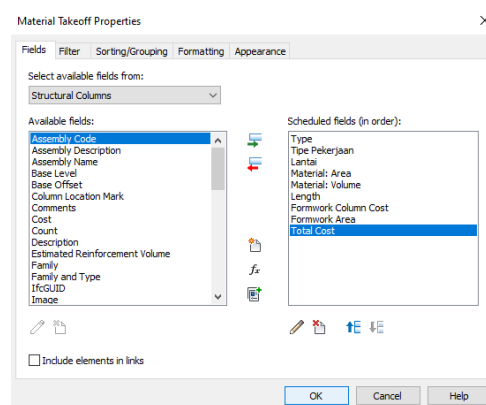 Material Takeoff Properties
Fields Filter Sorting/Grouping Formatting Appearance
Select available fields from:
Structural Columns
Available fields:
Assembly Code
Assembly Description
Assembly Name
Base Level
Base Offset
Column Location Mark
Comments
Cost
Count
Description
Estimated Reinforcement Volume
Family
Family and Type
IfcGUID
Image
fx
Scheduled fields (in order):
Type
Tipe Pekerjaan
Lantai
Material: Area
Material: Volume
Length
Formwork Column Cost
Formwork Area
Total Cost
Include elements in links
OK Cancel Help